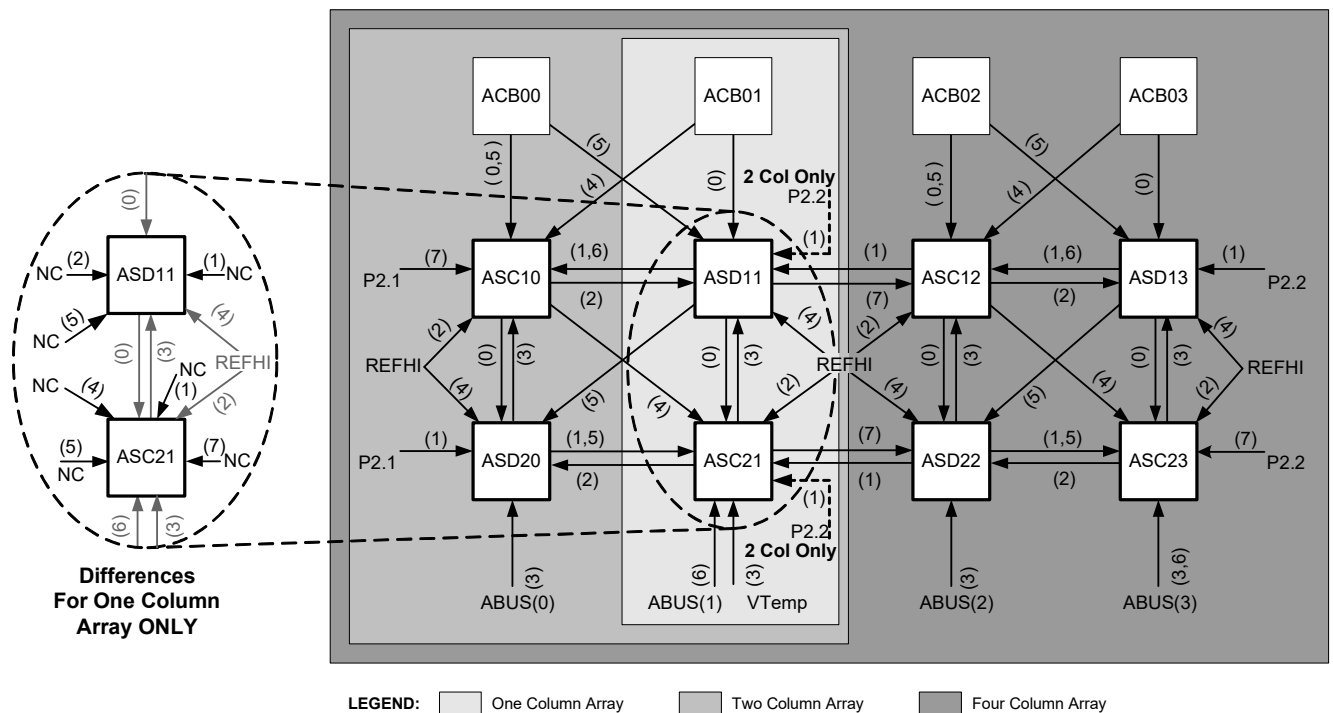 ACB00
ACB01
ACB02
ACB03
(5)
(5)
( 0,5)
(4)
(0)
2 Col Only
P2.2
( 0,5)
(4)
(0)
(0)
(1)
(2)
(1)
NC
ASD11
NC
(7)
P2.1
ASC10
(1,6)
(2)
ASD11
(1)
(7)
ASC12
(1,6)
(2)
ASD13
(1)
P2.2
(5)
NC
(4)
(0)
(3)
REFHI
(2)
REFHI
(4)
(0)
(3)
(5)
(4)
(0)
(3)
(4)
REFHI
(2)
(2)
(4)
(0)
(3)
(5)
(4)
(0)
(3)
(4)
REFHI
(2)
NC
(4)
NC
(1)
(5)
NC
ASC21
(7)
NC
(1)
P2.1
ASD20
(1,5)
(2)
ASC21
(7)
(1)
ASD22
(1,5)
(2)
ASC23
(7)
P2.2
(1)
P2.2
2 Col Only
(6)
(3)
(3)
ABUS(0)
(6)
ABUS(1)
(3)
VTemp
(3)
ABUS(2)
(3,6)
ABUS(3)
Differences
For One Column
Array ONLY
LEGEND:
One Column Array
Two Column Array
Four Column Array